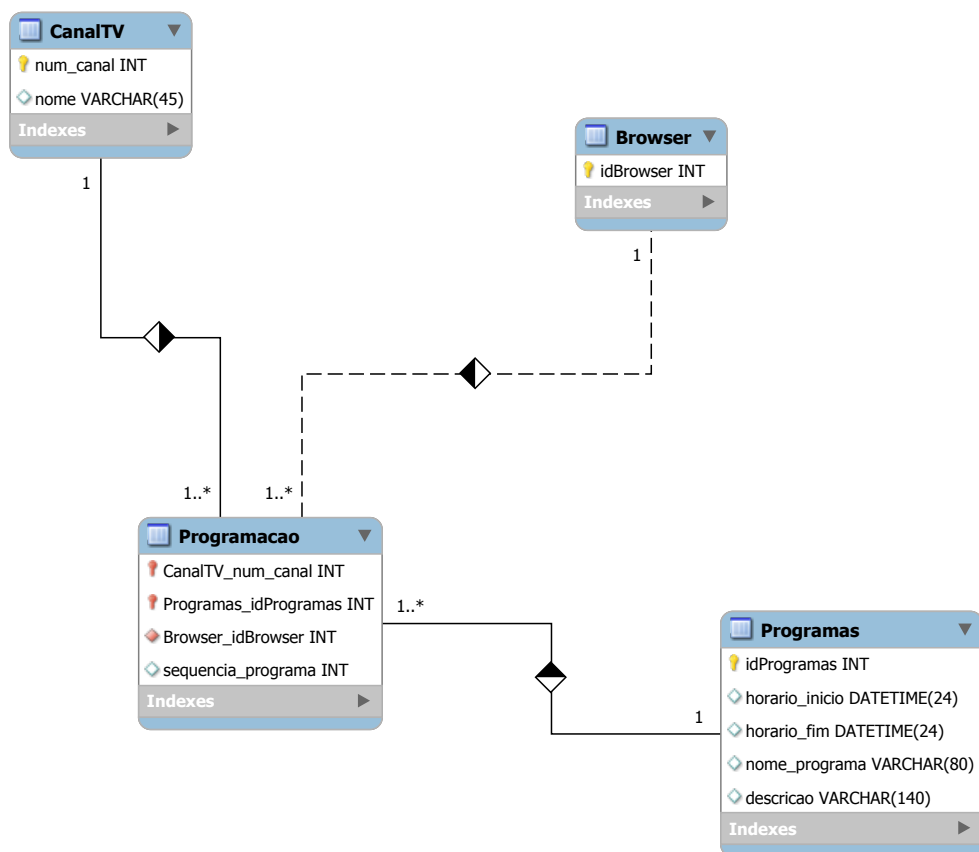 CanalTV
num_canal INT
nome VARCHAR(45)
Indexes
1
Browser
idBrowser INT
Indexes
1
1..*
1..*
Programacao
CanalTV_num_canal INT
Programas_idProgramas INT
Browser_idBrowser INT
sequencia_programa INT
Indexes
1..*
1
Programas
idProgramas INT
horario_inicio DATETIME(24)
horario_fim DATETIME(24)
nome_programa VARCHAR(80)
descricao VARCHAR(140)
Indexes